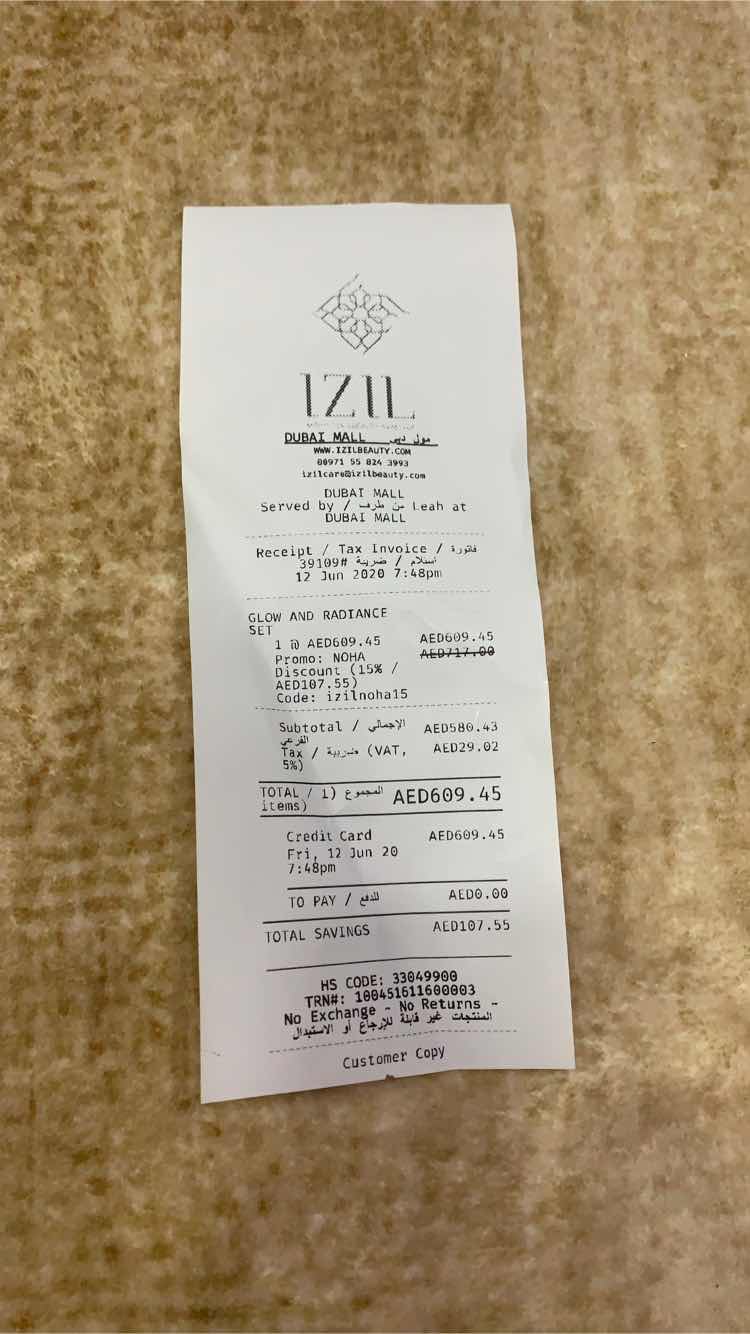 IZIL
DUBAI MALL مول دبي
WWW.IZILBEAUTY.COM
00971 55 824 3993
izilcare@izilbeauty.com
DUBAI MALL
Served by / من طرف Leah at
DUBAI MALL
Receipt / Tax Invoice / فاتورة
39109# استلام / ضريبة
12 Jun 2020 7:48pm
GLOW AND RADIANCE
SET
1 @ AED609.45 AED609.45
Promo: NOHA AED717.00
Discount (15% /
AED107.55)
Code: izilnoha15
Subtotal / الإجمالي AED580.43
الفرعي
Tax / ضريبية (VAT, AED29.02
5%)
TOTAL / المجموع (1 AED609.45
items)
Credit Card AED609.45
Fri, 12 Jun 20
7:48pm
TO PAY / للدفع AED0.00
TOTAL SAVINGS AED107.55
HS CODE: 33049900
TRN#: 100451611600003
No Exchange - No Returns -
المنتجات غير قابلة للإرجاع أو الاستبدال
Customer Copy